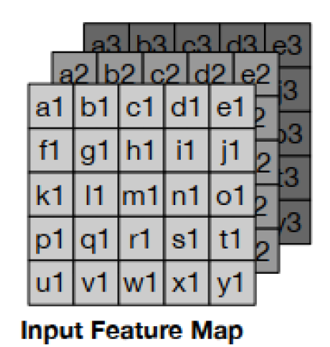 a3 b3 c3 d3 e3
a2 b2 c2 d2 e2
a1 b1 c1 d1 e1
f1 g1 h1 i1 j1
k1 l1 m1 n1 o1
p1 q1 r1 s1 t1
u1 v1 w1 x1 y1
Input Feature Map